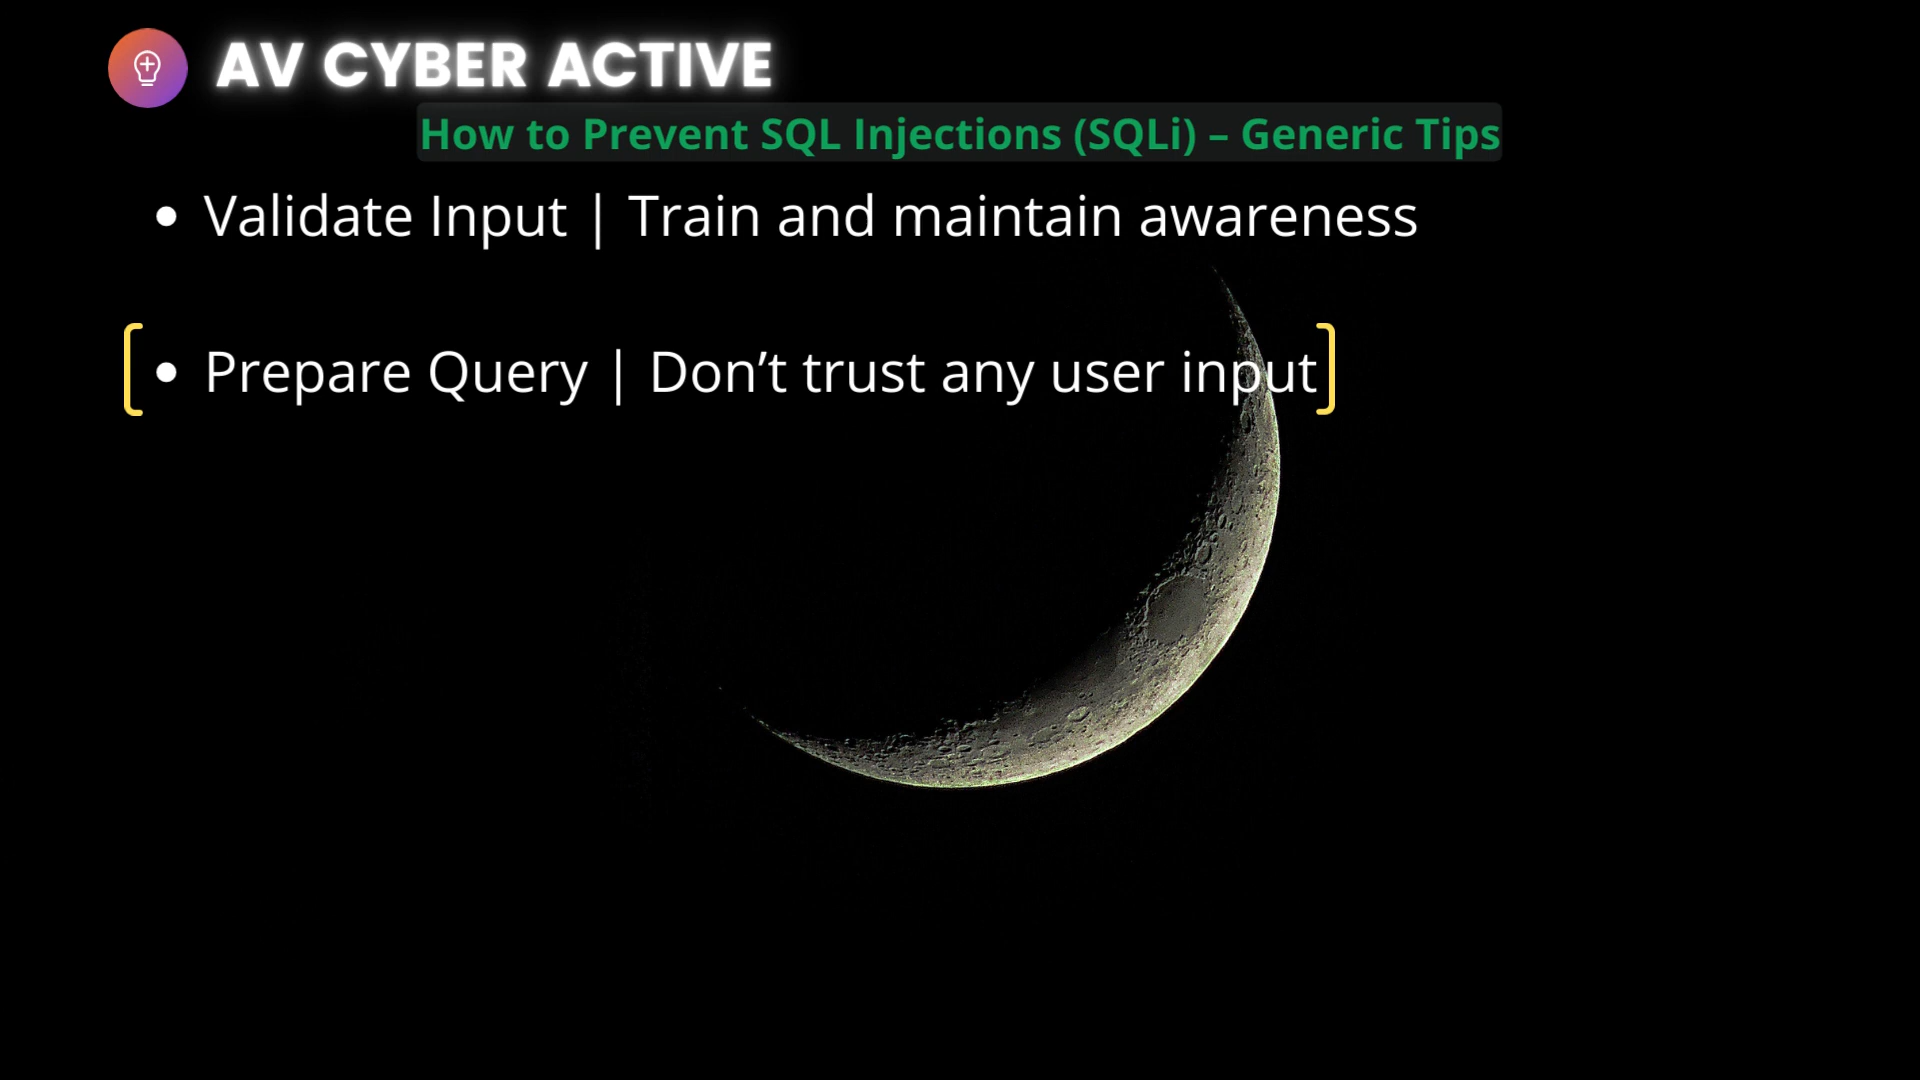 AV CYBER ACTIVE
How to Prevent SQL Injections (SQLi) – Generic Tips
• Validate Input | Train and maintain awareness
• Prepare Query | Don’t trust any user input